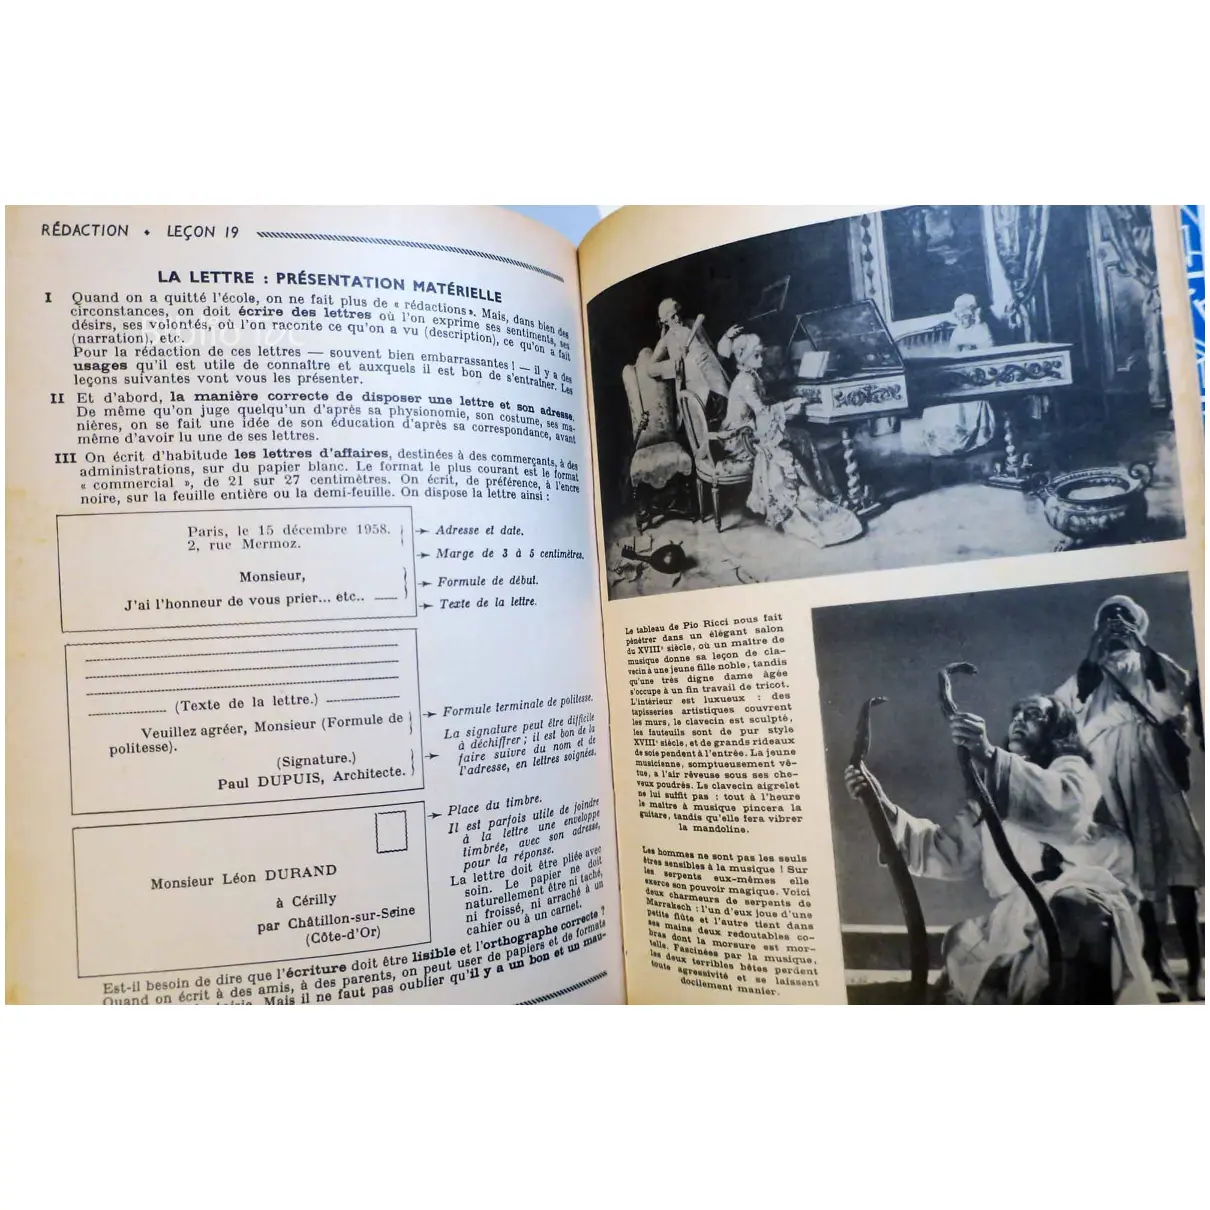 RÉDACTION ◆ LEÇON 19
LA LETTRE : PRÉSENTATION MATÉRIELLE
I Quand on a quitté l'école, on ne fait plus de « rédactions ». Mais, dans bien des
circonstances, on doit écrire des lettres où l'on exprime ses sentiments, ses
désirs, ses volontés, où l'on raconte ce qu'on a vu (description), ce qu'on a fait
(narration), etc.
Pour la rédaction de ces lettres — souvent bien embarrassantes ! — il y a des
usages qu'il est utile de connaître et auxquels il est bon de s'entraîner. Les
leçons suivantes vont vous les présenter.
II Et d'abord, la manière correcte de disposer une lettre et son adresse.
De même qu'on juge quelqu'un d'après sa physionomie, son costume, ses ma-
nières, on se fait une idée de son éducation d'après sa correspondance, avant
même d'avoir lu une de ses lettres.
III On écrit d'habitude les lettres d'affaires, destinées à des commerçants, à des
administrations, sur du papier blanc. Le format le plus courant est le format
« commercial », de 21 sur 27 centimètres. On écrit, de préférence, à l'encre
noire, sur la feuille entière ou la demi-feuille. On dispose la lettre ainsi :
Paris, le 15 décembre 1958.
2, rue Mermoz.
Monsieur,
J'ai l'honneur de vous prier... etc..
Adresse et date.
Marge de 3 à 5 centimètres.
Formule de début.
Texte de la lettre.
(Texte de la lettre.)
Veuillez agréer, Monsieur (Formule de
politesse).
(Signature.)
Paul DUPUIS, Architecte.
Formule terminale de politesse.
La signature peut être difficile
à déchiffrer ; il est bon de la
faire suivre du nom et de
l'adresse, en lettres soignées.
Monsieur Léon DURAND
à Cérilly
par Châtillon-sur-Seine
(Côte-d'Or)
Place du timbre.
Il est parfois utile de joindre
à la lettre une enveloppe
timbrée, avec son adresse,
pour la réponse.
La lettre doit être pliée avec
soin. Le papier ne doit
naturellement être ni taché,
ni froissé, ni arraché à un
cahier ou à un carnet.
Est-il besoin de dire que l'écriture doit être lisible et l'orthographe correcte ?
Quand on écrit à des amis, à des parents, on peut user de papiers et de formats
Mais il ne faut pas oublier qu'il y a un bon et un mau-
Le tableau de Pio Ricci nous fait
pénétrer dans un élégant salon
du XVIIIe siècle, où un maître de
musique donne sa leçon de cla-
vecin à une jeune fille noble, tandis
qu'une très digne dame âgée
s'occupe à un fin travail de tricot.
L'intérieur est luxueux : des
tapisseries artistiques couvrent
les murs, le clavecin est sculpté,
les fauteuils sont de pur style
XVIIIe siècle, et de grands rideaux
de soie pendent à l'entrée. La jeune
musicienne, somptueusement vê-
tue, a l'air rêveuse sous ses che-
veux poudrés. Le clavecin aigrelet
ne lui suffit pas : tout à l'heure
le maître à musique pincera la
guitare, tandis qu'elle fera vibrer
la mandoline.
Les hommes ne sont pas les seuls
êtres sensibles à la musique ! Sur
les serpents eux-mêmes elle
exerce son pouvoir magique. Voici
deux charmeurs de serpents de
Marrakech : l'un d'eux joue d'une
petite flûte et l'autre tient dans
ses mains deux redoutables co-
bras dont la morsure est mor-
telle. Fascinées par la musique,
les deux terribles bêtes perdent
toute agressivité et se laissent
docilement manier.